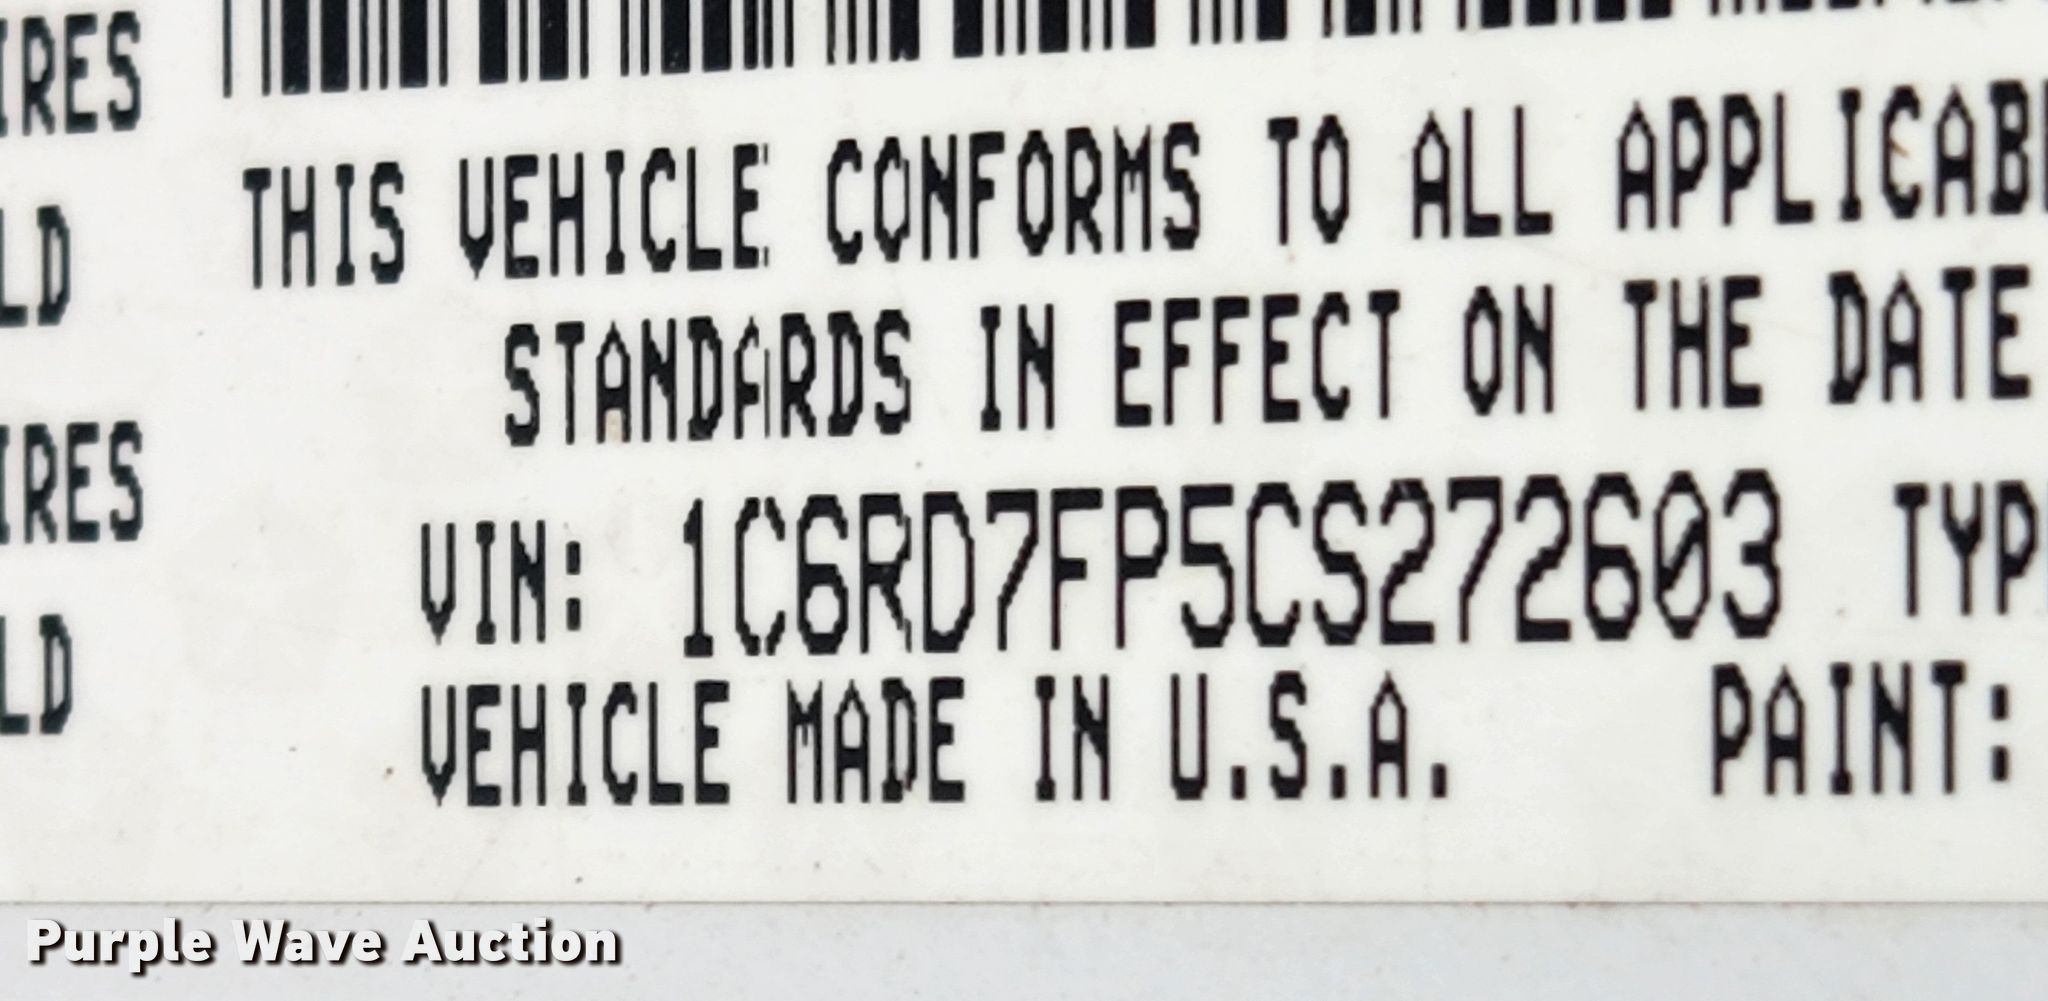 IRES
LD
IRES
LD
THIS VEHICLE CONFORMS TO ALL APPLICAB
STANDARDS IN EFFECT ON THE DATE
VIN: 1C6RD7FP5CS272603 TYP
VEHICLE MADE IN U.S.A. PAINT:
Purple Wave Auction